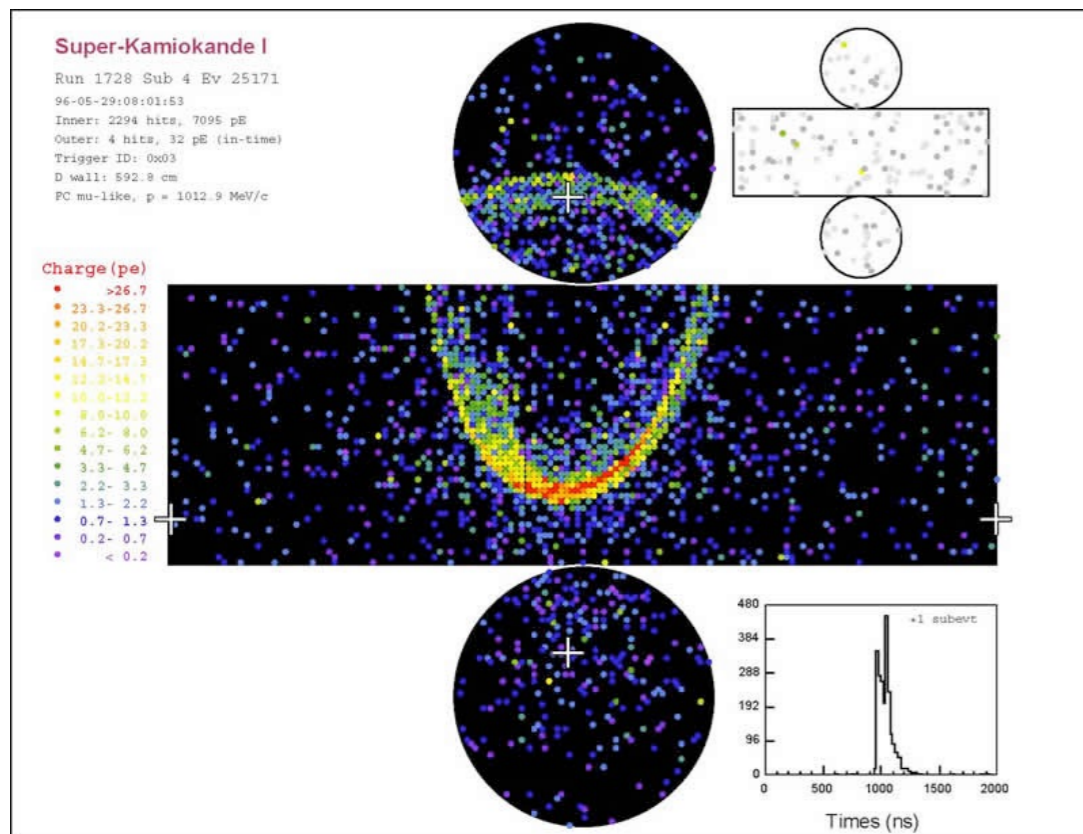 Super-Kamiokande I
Run 1728 Sub 4 Ev 25171
96-05-29:08:01:53
Inner: 2294 hits, 7095 pE
Outer: 4 hits, 32 pE (in-time)
Trigger ID: 0x03
D wall: 592.8 cm
FC mu-like, p = 1012.9 MeV/c
Charge(pe)
>26.7
23.3-26.7
20.2-23.3
17.3-20.2
14.7-17.3
12.2-14.7
10.0-12.2
8.0-10.0
6.2- 8.0
4.7- 6.2
3.3- 4.7
2.2- 3.3
1.3- 2.2
0.7- 1.3
0.2- 0.7
< 0.2
480
384
288
192
96
0
+1 subevt
0 500 1000 1500 2000
Times (ns)